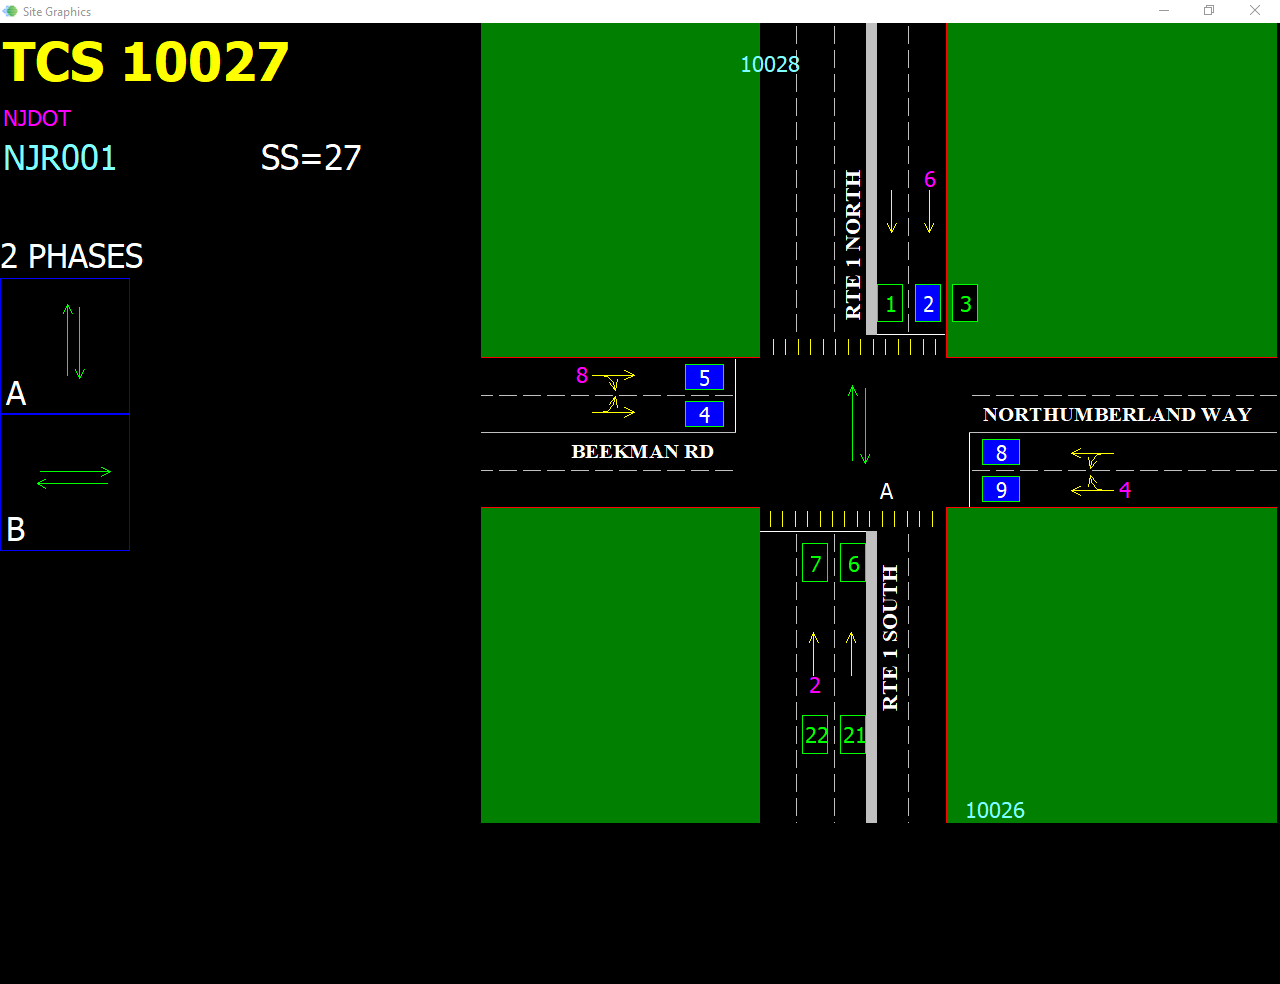 Site Graphics
TCS 10027
NJDOT
NJR001 SS=27
2 PHASES
A
B
10028
6
RTE 1 NORTH
1 2 3
8
5
4
BEEKMAN RD
NORTHUMBERLAND WAY
8
9
4
A
7 6
RTE 1 SOUTH
2
22 21
10026